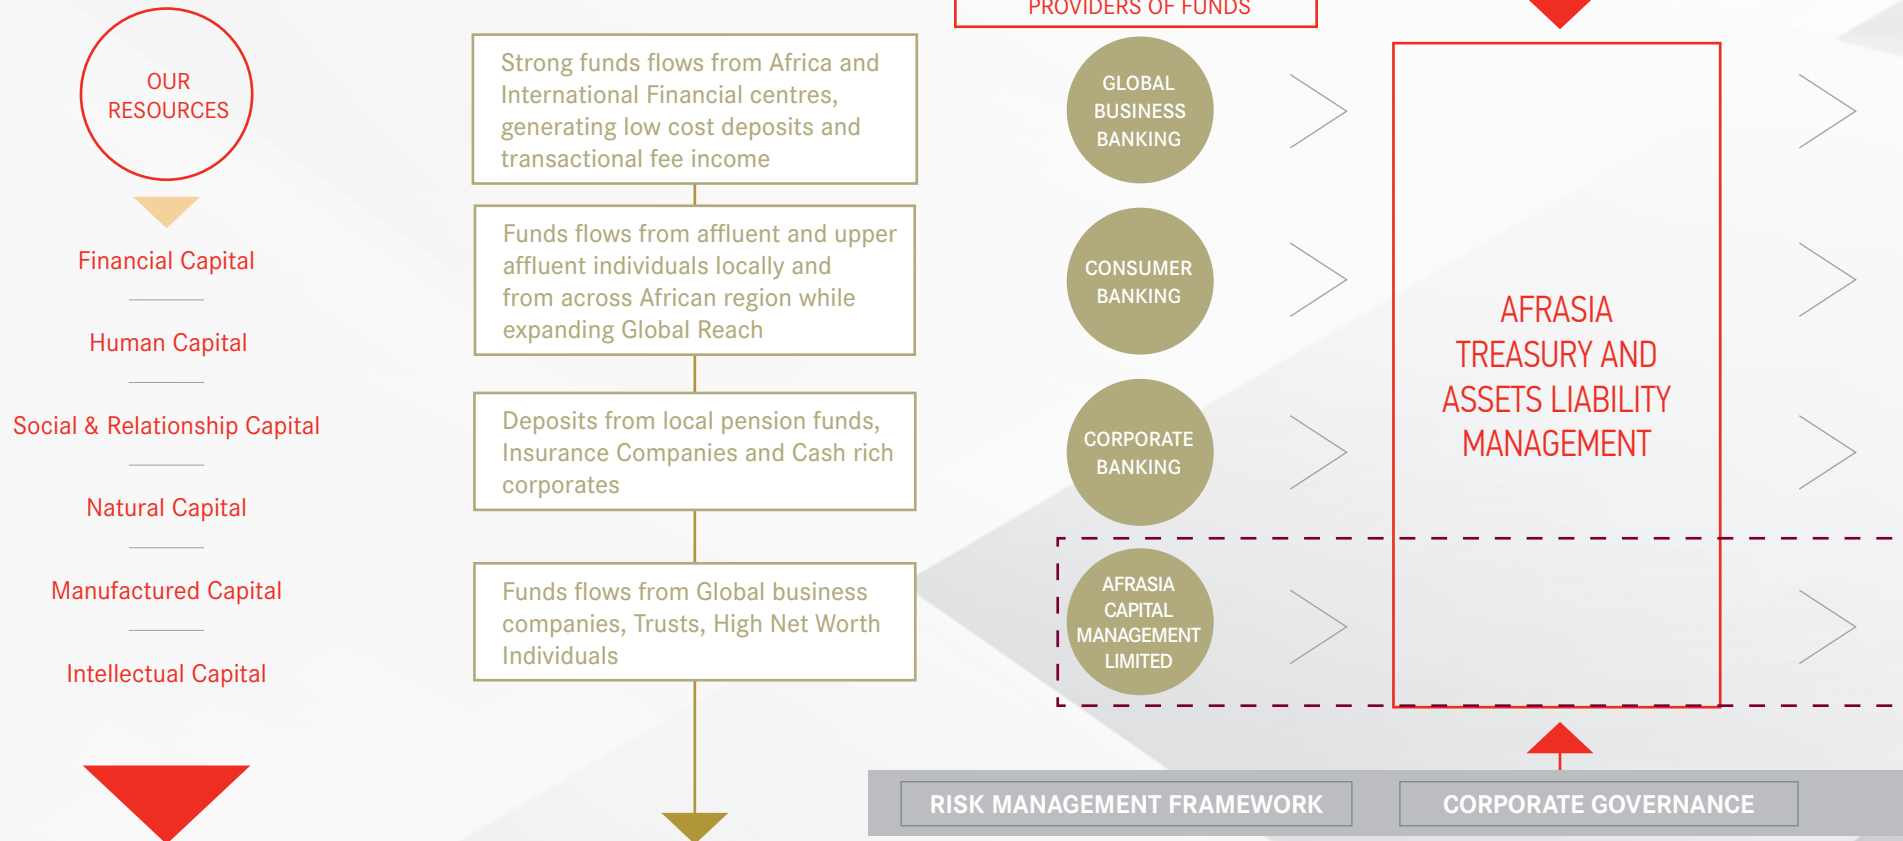 PROVIDERS OF FUNDS
OUR
RESOURCES
Financial Capital
Human Capital
Social & Relationship Capital
Natural Capital
Manufactured Capital
Intellectual Capital
Strong funds flows from Africa and
International Financial centres,
generating low cost deposits and
transactional fee income
Funds flows from affluent and upper
affluent individuals locally and
from across African region while
expanding Global Reach
Deposits from local pension funds,
Insurance Companies and Cash rich
corporates
Funds flows from Global business
companies, Trusts, High Net Worth
Individuals
GLOBAL
BUSINESS
BANKING
CONSUMER
BANKING
CORPORATE
BANKING
AFRASIA
CAPITAL
MANAGEMENT
LIMITED
AFRASIA
TREASURY AND
ASSETS LIABILITY
MANAGEMENT
RISK MANAGEMENT FRAMEWORK
CORPORATE GOVERNANCE